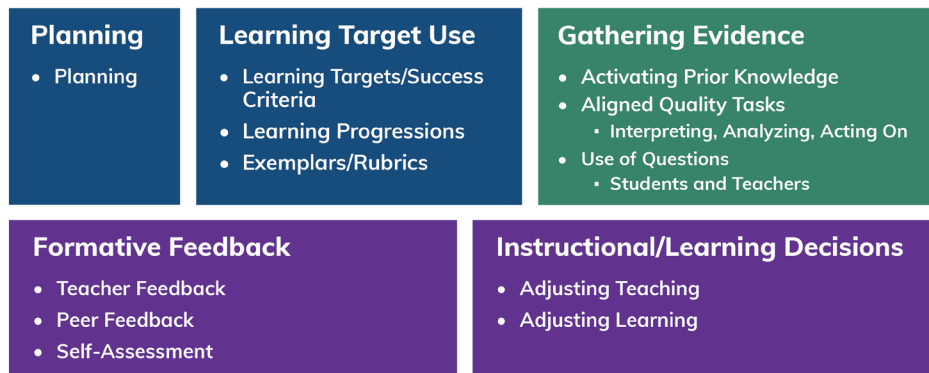 Planning
• Planning
Learning Target Use
• Learning Targets/Success
Criteria
• Learning Progressions
• Exemplars/Rubrics
Gathering Evidence
• Activating Prior Knowledge
• Aligned Quality Tasks
▪ Interpreting, Analyzing, Acting On
• Use of Questions
▪ Students and Teachers
Formative Feedback
• Teacher Feedback
• Peer Feedback
• Self-Assessment
Instructional/Learning Decisions
• Adjusting Teaching
• Adjusting Learning